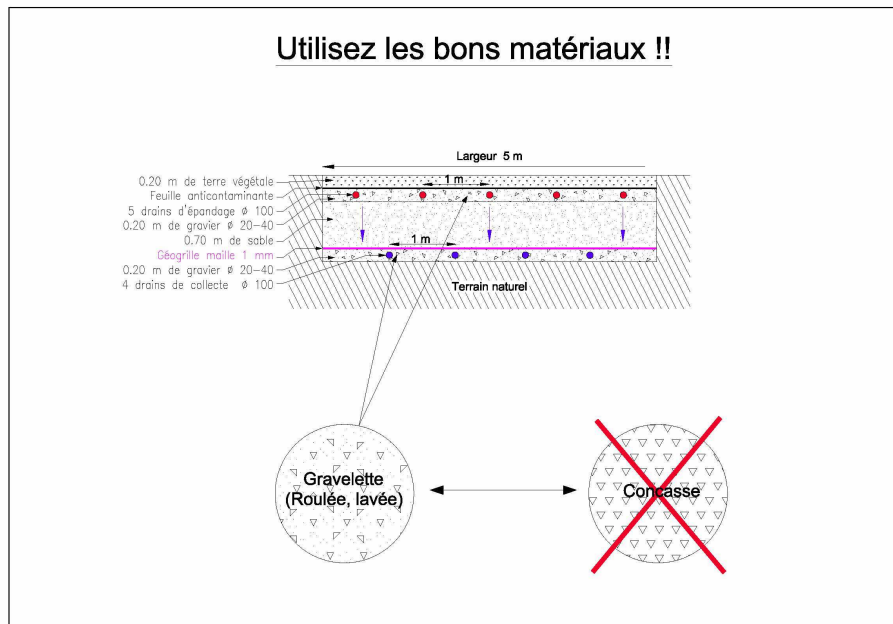 Utilisez les bons matériaux !!
Largeur 5 m
1 m
0.20 m de terre végétale
Feuille anticontaminante
5 drains d'épandage ø 100
0.20 m de gravier ø 20-40
0.70 m de sable
1 m
Géogrille maille 1 mm
0.20 m de gravier ø 20-40
4 drains de collecte ø 100
Terrain naturel
Gravelette
(Roulée, lavée)
Concasse